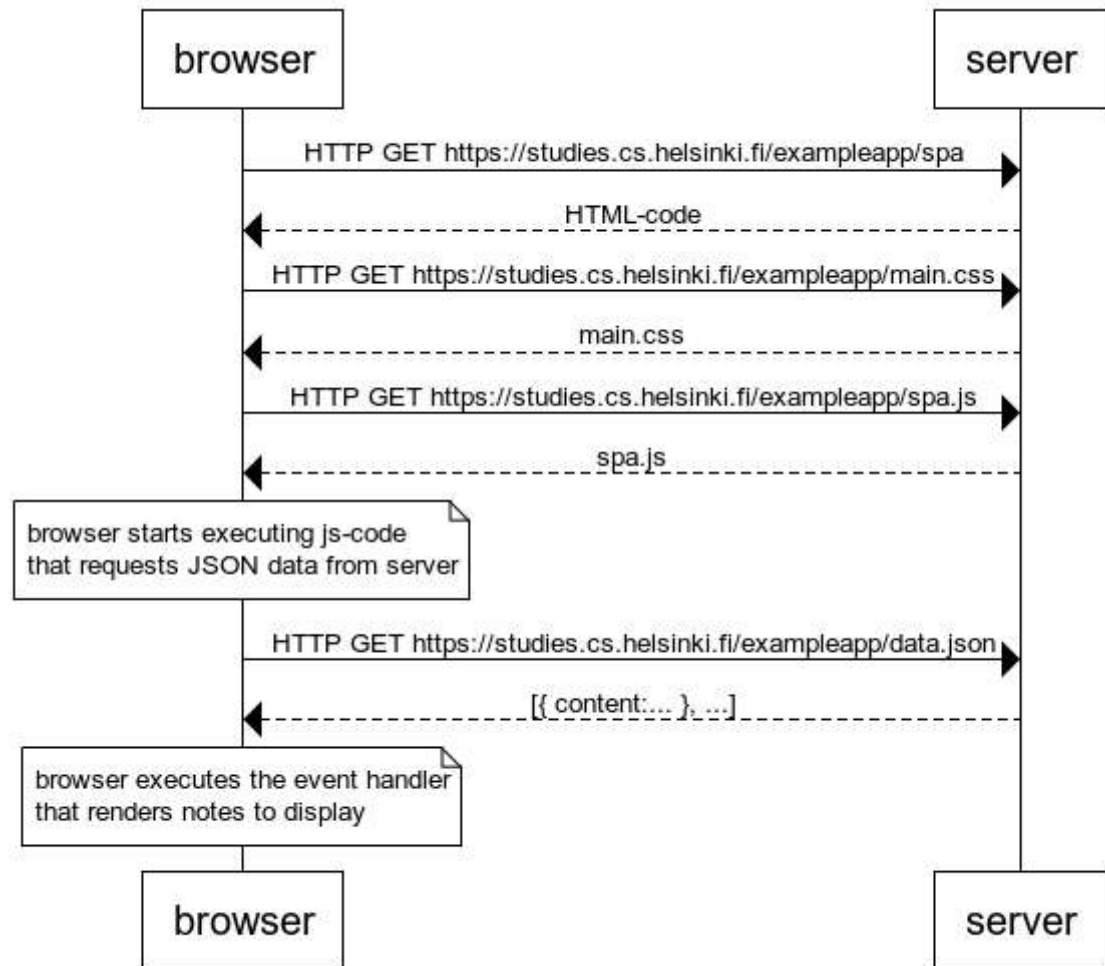 browser
server
HTTP GET https://studies.cs.helsinki.fi/exampleapp/spa
HTML-code
HTTP GET https://studies.cs.helsinki.fi/exampleapp/main.css
main.css
HTTP GET https://studies.cs.helsinki.fi/exampleapp/spa.js
spa.js
browser starts executing js-code
that requests JSON data from server
HTTP GET https://studies.cs.helsinki.fi/exampleapp/data.json
[{ content:... }, ...]
browser executes the event handler
that renders notes to display
browser
server